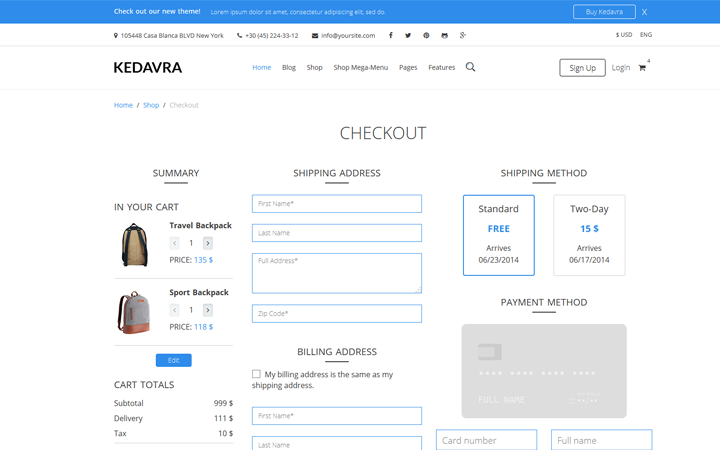 Check out our new theme! Lorem ipsum dolor sit amet, consectetur adipisicing elit, sed do. Buy Kedavra X
105448 Casa Blanca BLVD New York +30 (45) 224-33-12 info@yoursite.com $ USD ENG
KEDAVRA Home Blog Shop Shop Mega-Menu Pages Features Sign Up Login 4
Home / Shop / Checkout
CHECKOUT
SUMMARY
IN YOUR CART
Travel Backpack
< 1 >
PRICE: 135 $
Sport Backpack
< 1 >
PRICE: 118 $
Edit
CART TOTALS
Subtotal 999 $
Delivery 111 $
Tax 10 $
SHIPPING ADDRESS
First Name*
Last Name
Full Address*
Zip Code*
BILLING ADDRESS
My billing address is the same as my
shipping address.
First Name*
Last Name
SHIPPING METHOD
Standard
FREE
Arrives
06/23/2014
Two-Day
15 $
Arrives
06/17/2014
PAYMENT METHOD
FULL NAME
Card number
Full name